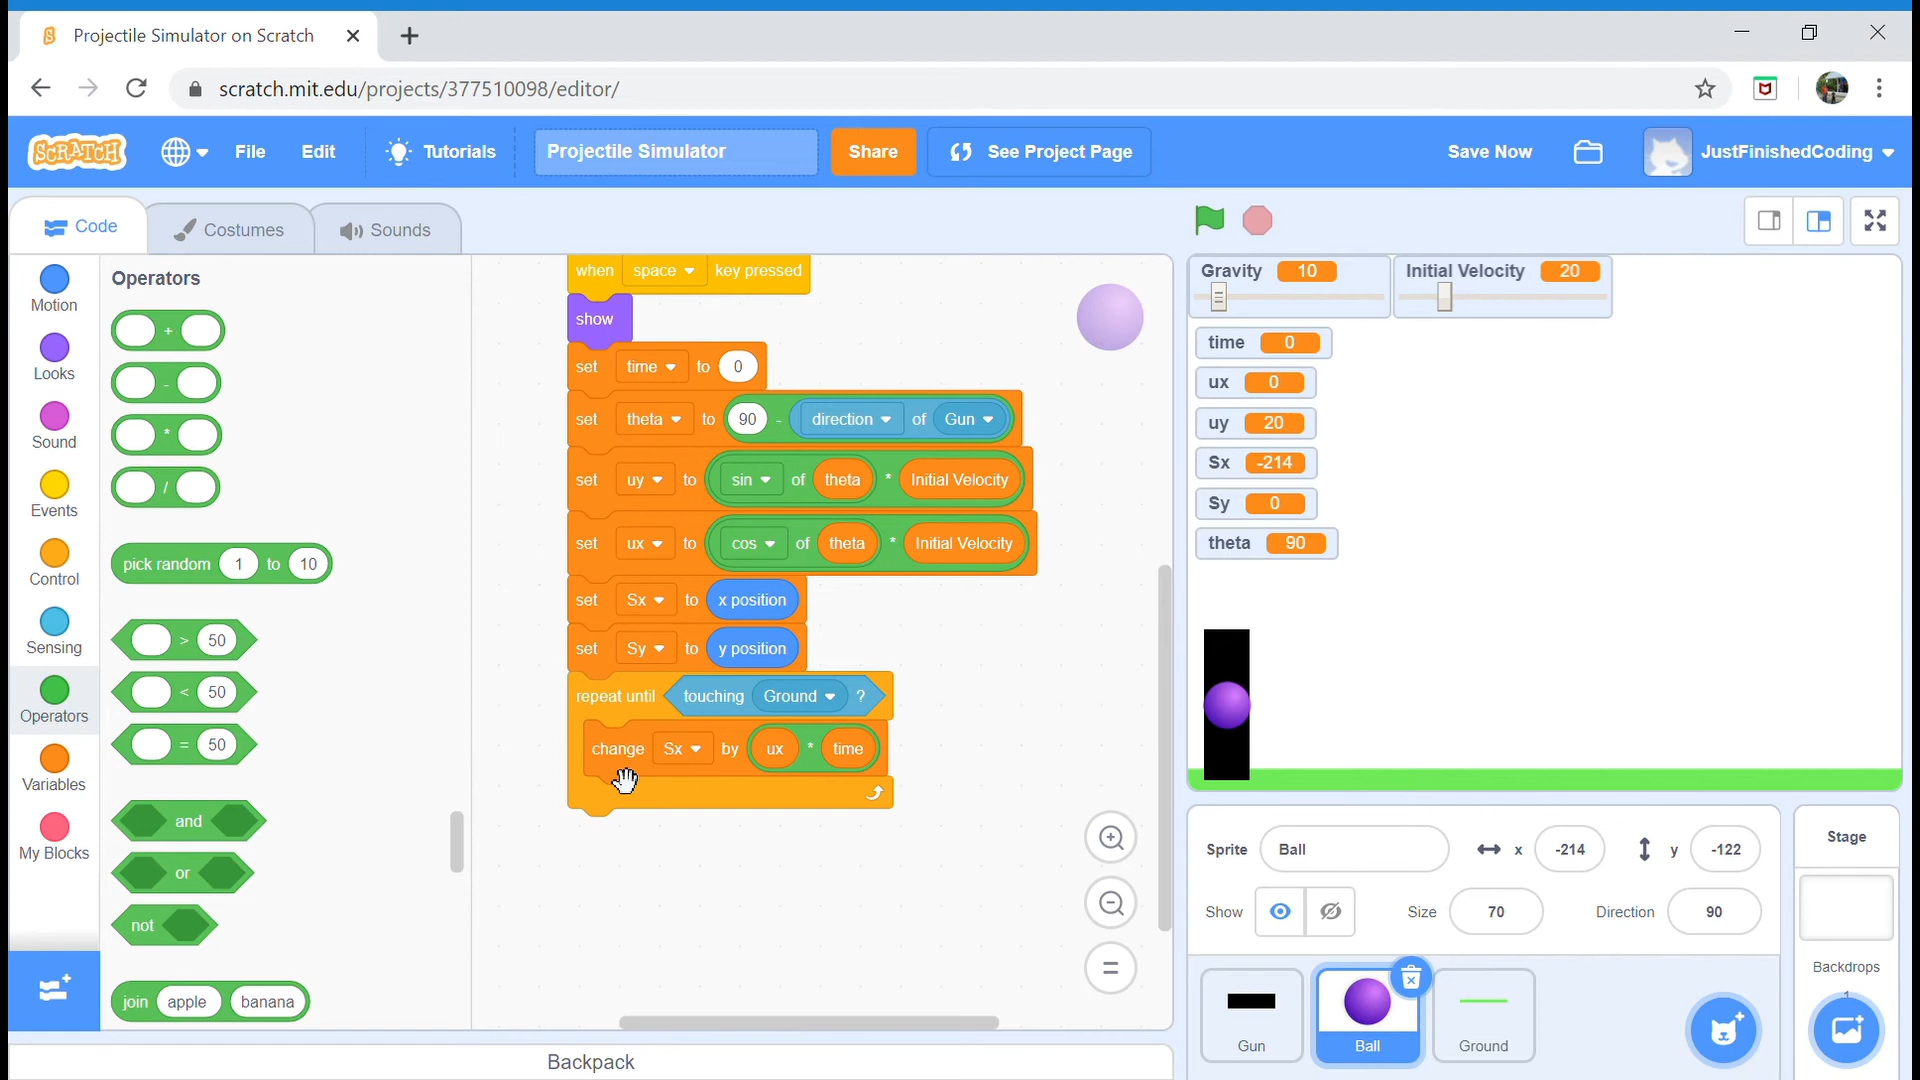 Projectile Simulator on Scratch
scratch.mit.edu/projects/377510098/editor/
SCRATCH File Edit Tutorials Projectile Simulator Share See Project Page Save Now JustFinishedCoding
Code Costumes Sounds
Motion
Looks
Sound
Events
Control
Sensing
Operators
Variables
My Blocks
Operators
+
-
*
/
pick random 1 to 10
> 50
< 50
= 50
and
or
not
join apple banana
when space key pressed
show
set time to 0
set theta to 90 - direction of Gun
set uy to sin of theta * Initial Velocity
set ux to cos of theta * Initial Velocity
set Sx to x position
set Sy to y position
repeat until touching Ground ?
change Sx by ux * time
Backpack
Gravity 10 Initial Velocity 20
time 0
ux 0
uy 20
Sx -214
Sy 0
theta 90
Sprite Ball x -214 y -122
Show Size 70 Direction 90
Gun Ball Ground
Stage
Backdrops
1